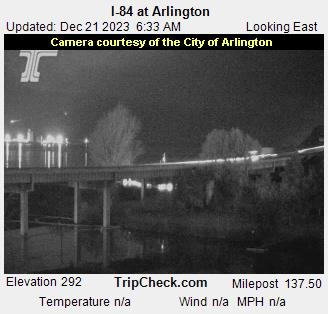 I-84 at Arlington
Updated: Dec 21 2023 6:33 AM Looking East
Camera courtesy of the City of Arlington
Elevation 292 TripCheck.com Milepost 137.50
Temperature n/a Wind n/a MPH n/a